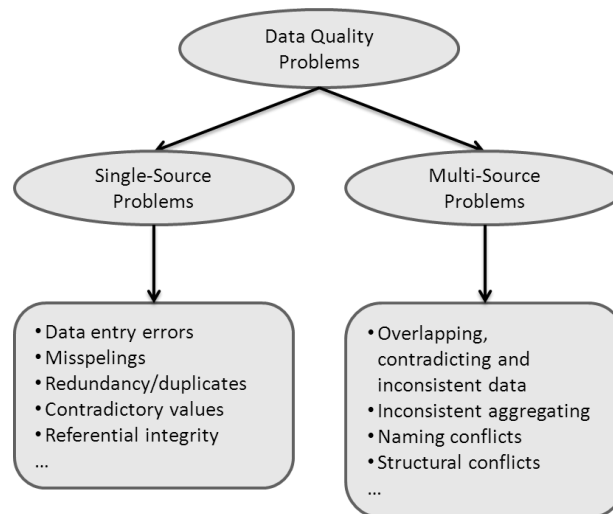 Data Quality
Problems
Single-Source
Problems
Multi-Source
Problems
• Data entry errors
• Misspelings
• Redundancy/duplicates
• Contradictory values
• Referential integrity
...
• Overlapping,
contradicting and
inconsistent data
• Inconsistent aggregating
• Naming conflicts
• Structural conflicts
...